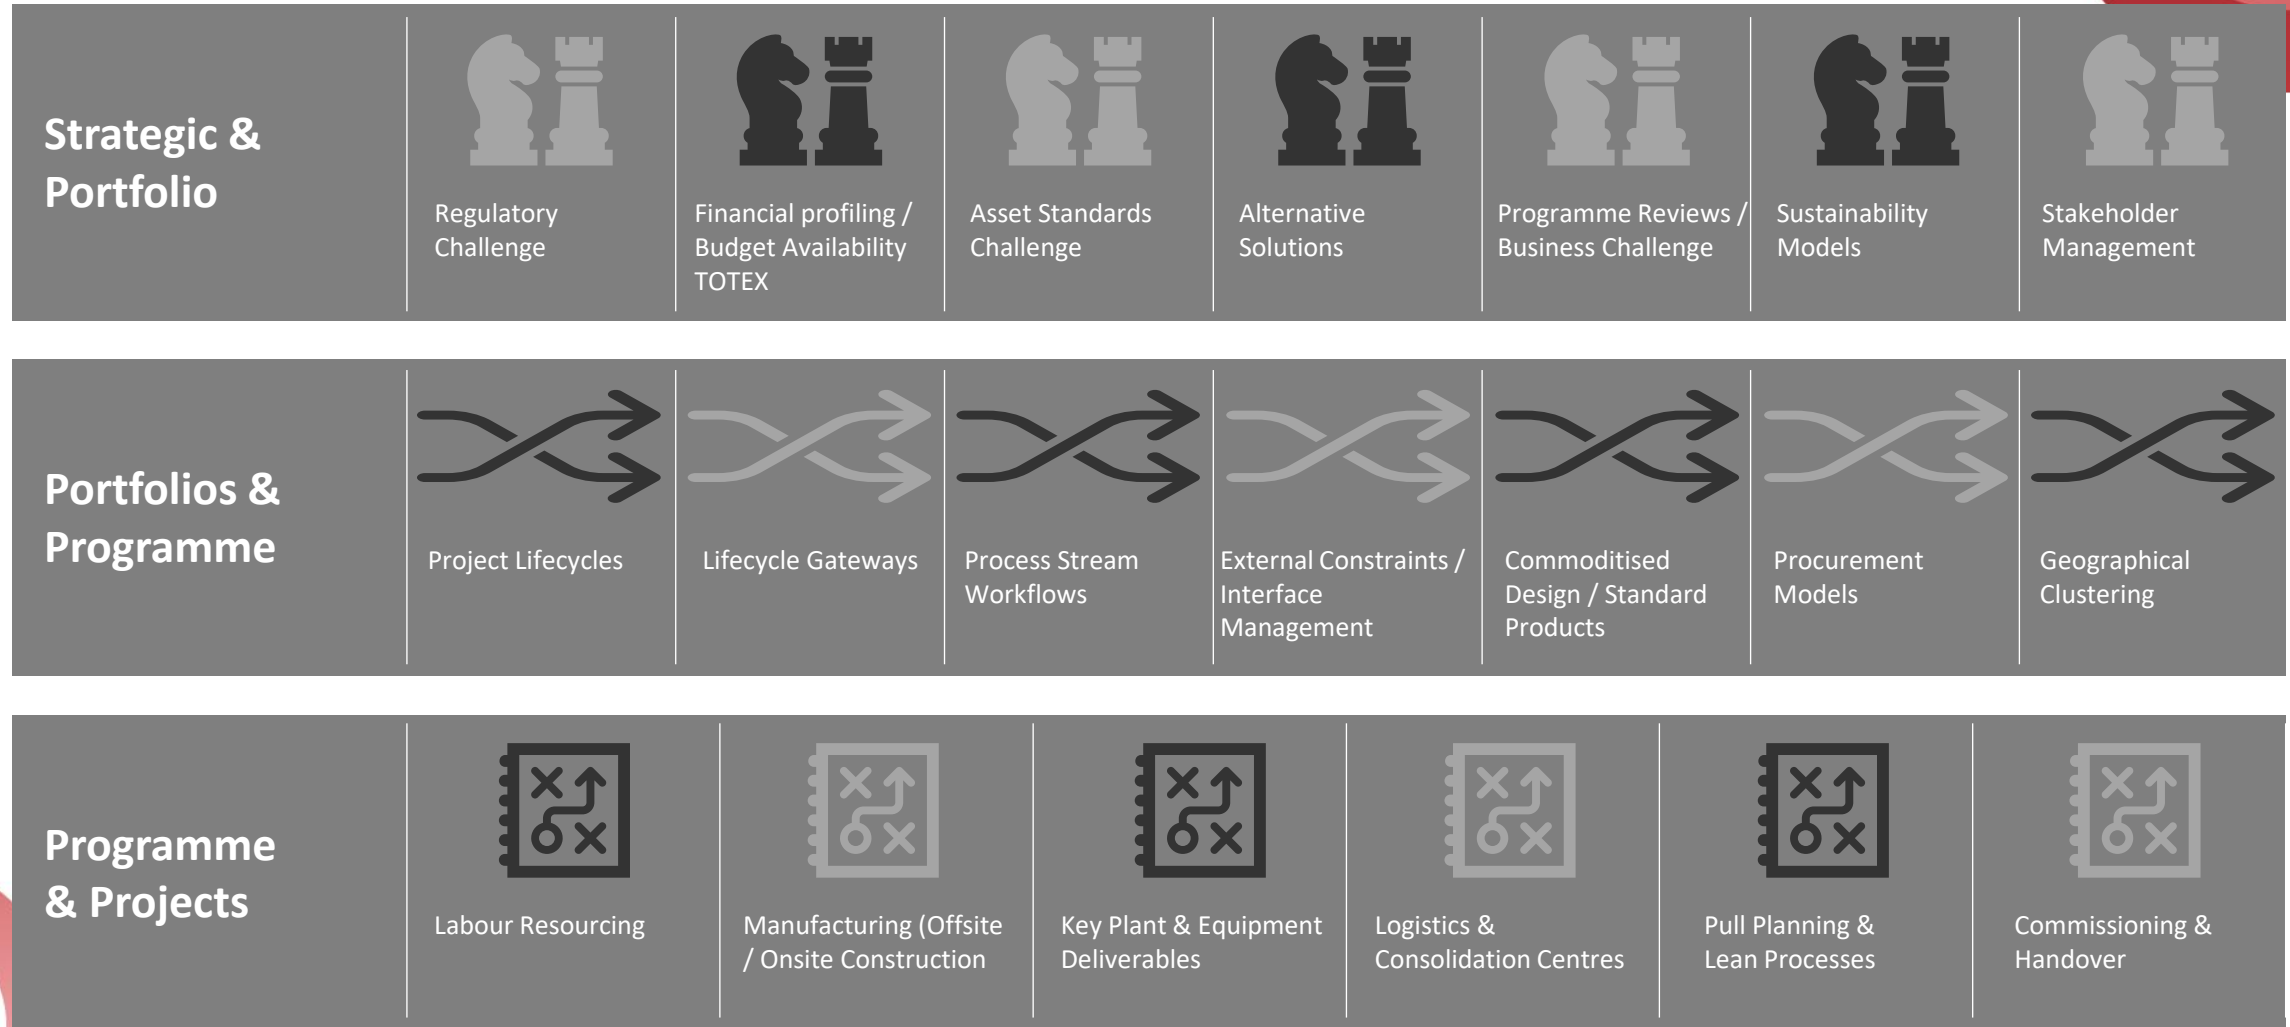 Strategic &
Portfolio
Regulatory
Challenge
Financial profiling /
Budget Availability
TOTEX
Asset Standards
Challenge
Alternative
Solutions
Programme Reviews /
Business Challenge
Sustainability
Models
Stakeholder
Management
Portfolios &
Programme
Project Lifecycles
Lifecycle Gateways
Process Stream
Workflows
External Constraints /
Interface
Management
Commoditised
Design / Standard
Products
Procurement
Models
Geographical
Clustering
Programme
& Projects
Labour Resourcing
Manufacturing (Offsite
/ Onsite Construction
Key Plant & Equipment
Deliverables
Logistics &
Consolidation Centres
Pull Planning &
Lean Processes
Commissioning &
Handover